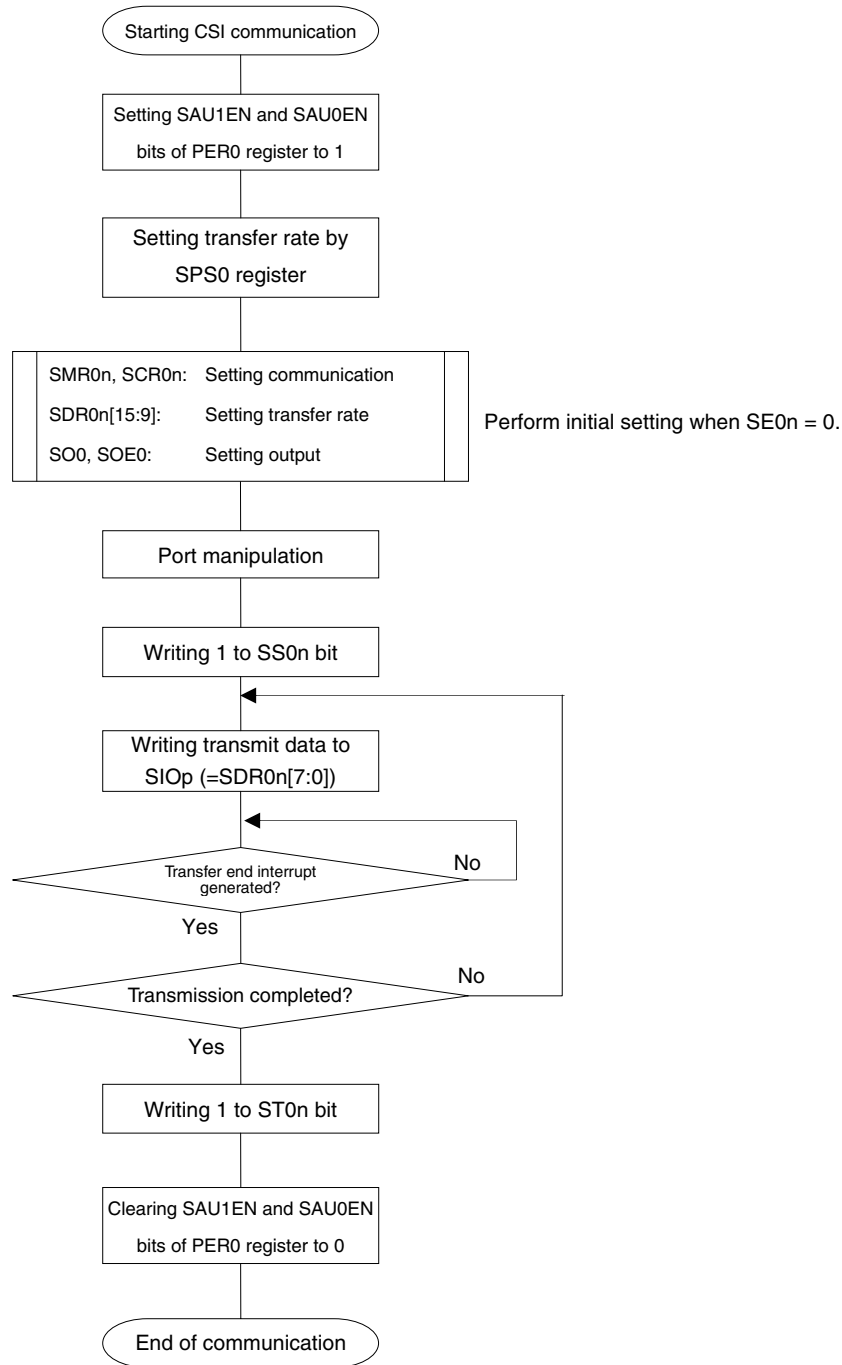 Starting CSI communication
Setting SAU1EN and SAU0EN
bits of PER0 register to 1
Setting transfer rate by
SPS0 register
SMR0n, SCR0n: Setting communication
SDR0n[15:9]: Setting transfer rate
SO0, SOE0: Setting output
Perform initial setting when SE0n = 0.
Port manipulation
Writing 1 to SS0n bit
Writing transmit data to
SIOp (=SDR0n[7:0])
Transfer end interrupt
generated?
No
Yes
Transmission completed?
No
Yes
Writing 1 to ST0n bit
Clearing SAU1EN and SAU0EN
bits of PER0 register to 0
End of communication